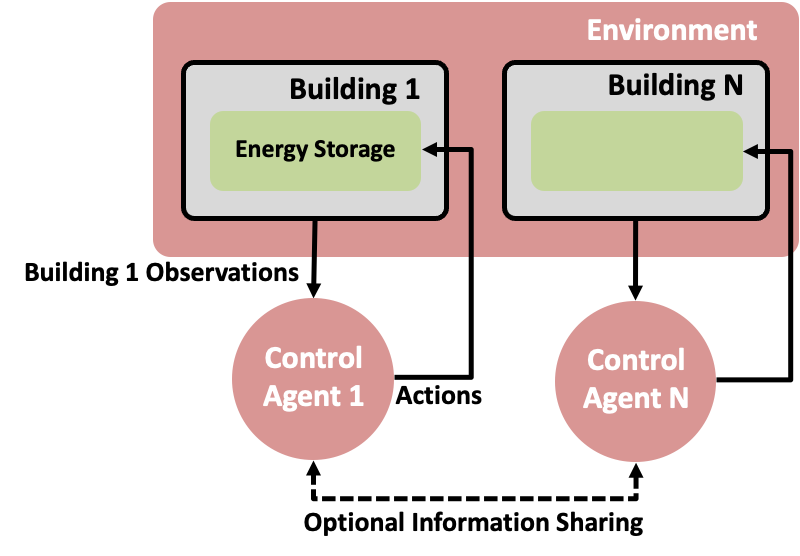 Environment
Building 1
Building N
Energy Storage
Building 1 Observations
Control
Agent 1
Control
Agent N
Actions
Optional Information Sharing